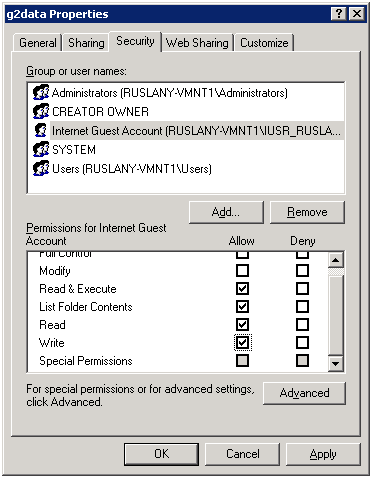 g2data Properties
General Sharing Security Web Sharing Customize
Group or user names:
Administrators (RUSLANY-VMNT1\Administrators)
CREATOR OWNER
Internet Guest Account (RUSLANY-VMNT1\IUSR_RUSLA...
SYSTEM
Users (RUSLANY-VMNT1\Users)
Add... Remove
Permissions for Internet Guest
Account Allow Deny
Full Control
Modify
Read & Execute
List Folder Contents
Read
Write
Special Permissions
For special permissions or for advanced settings,
click Advanced.
Advanced
OK Cancel Apply